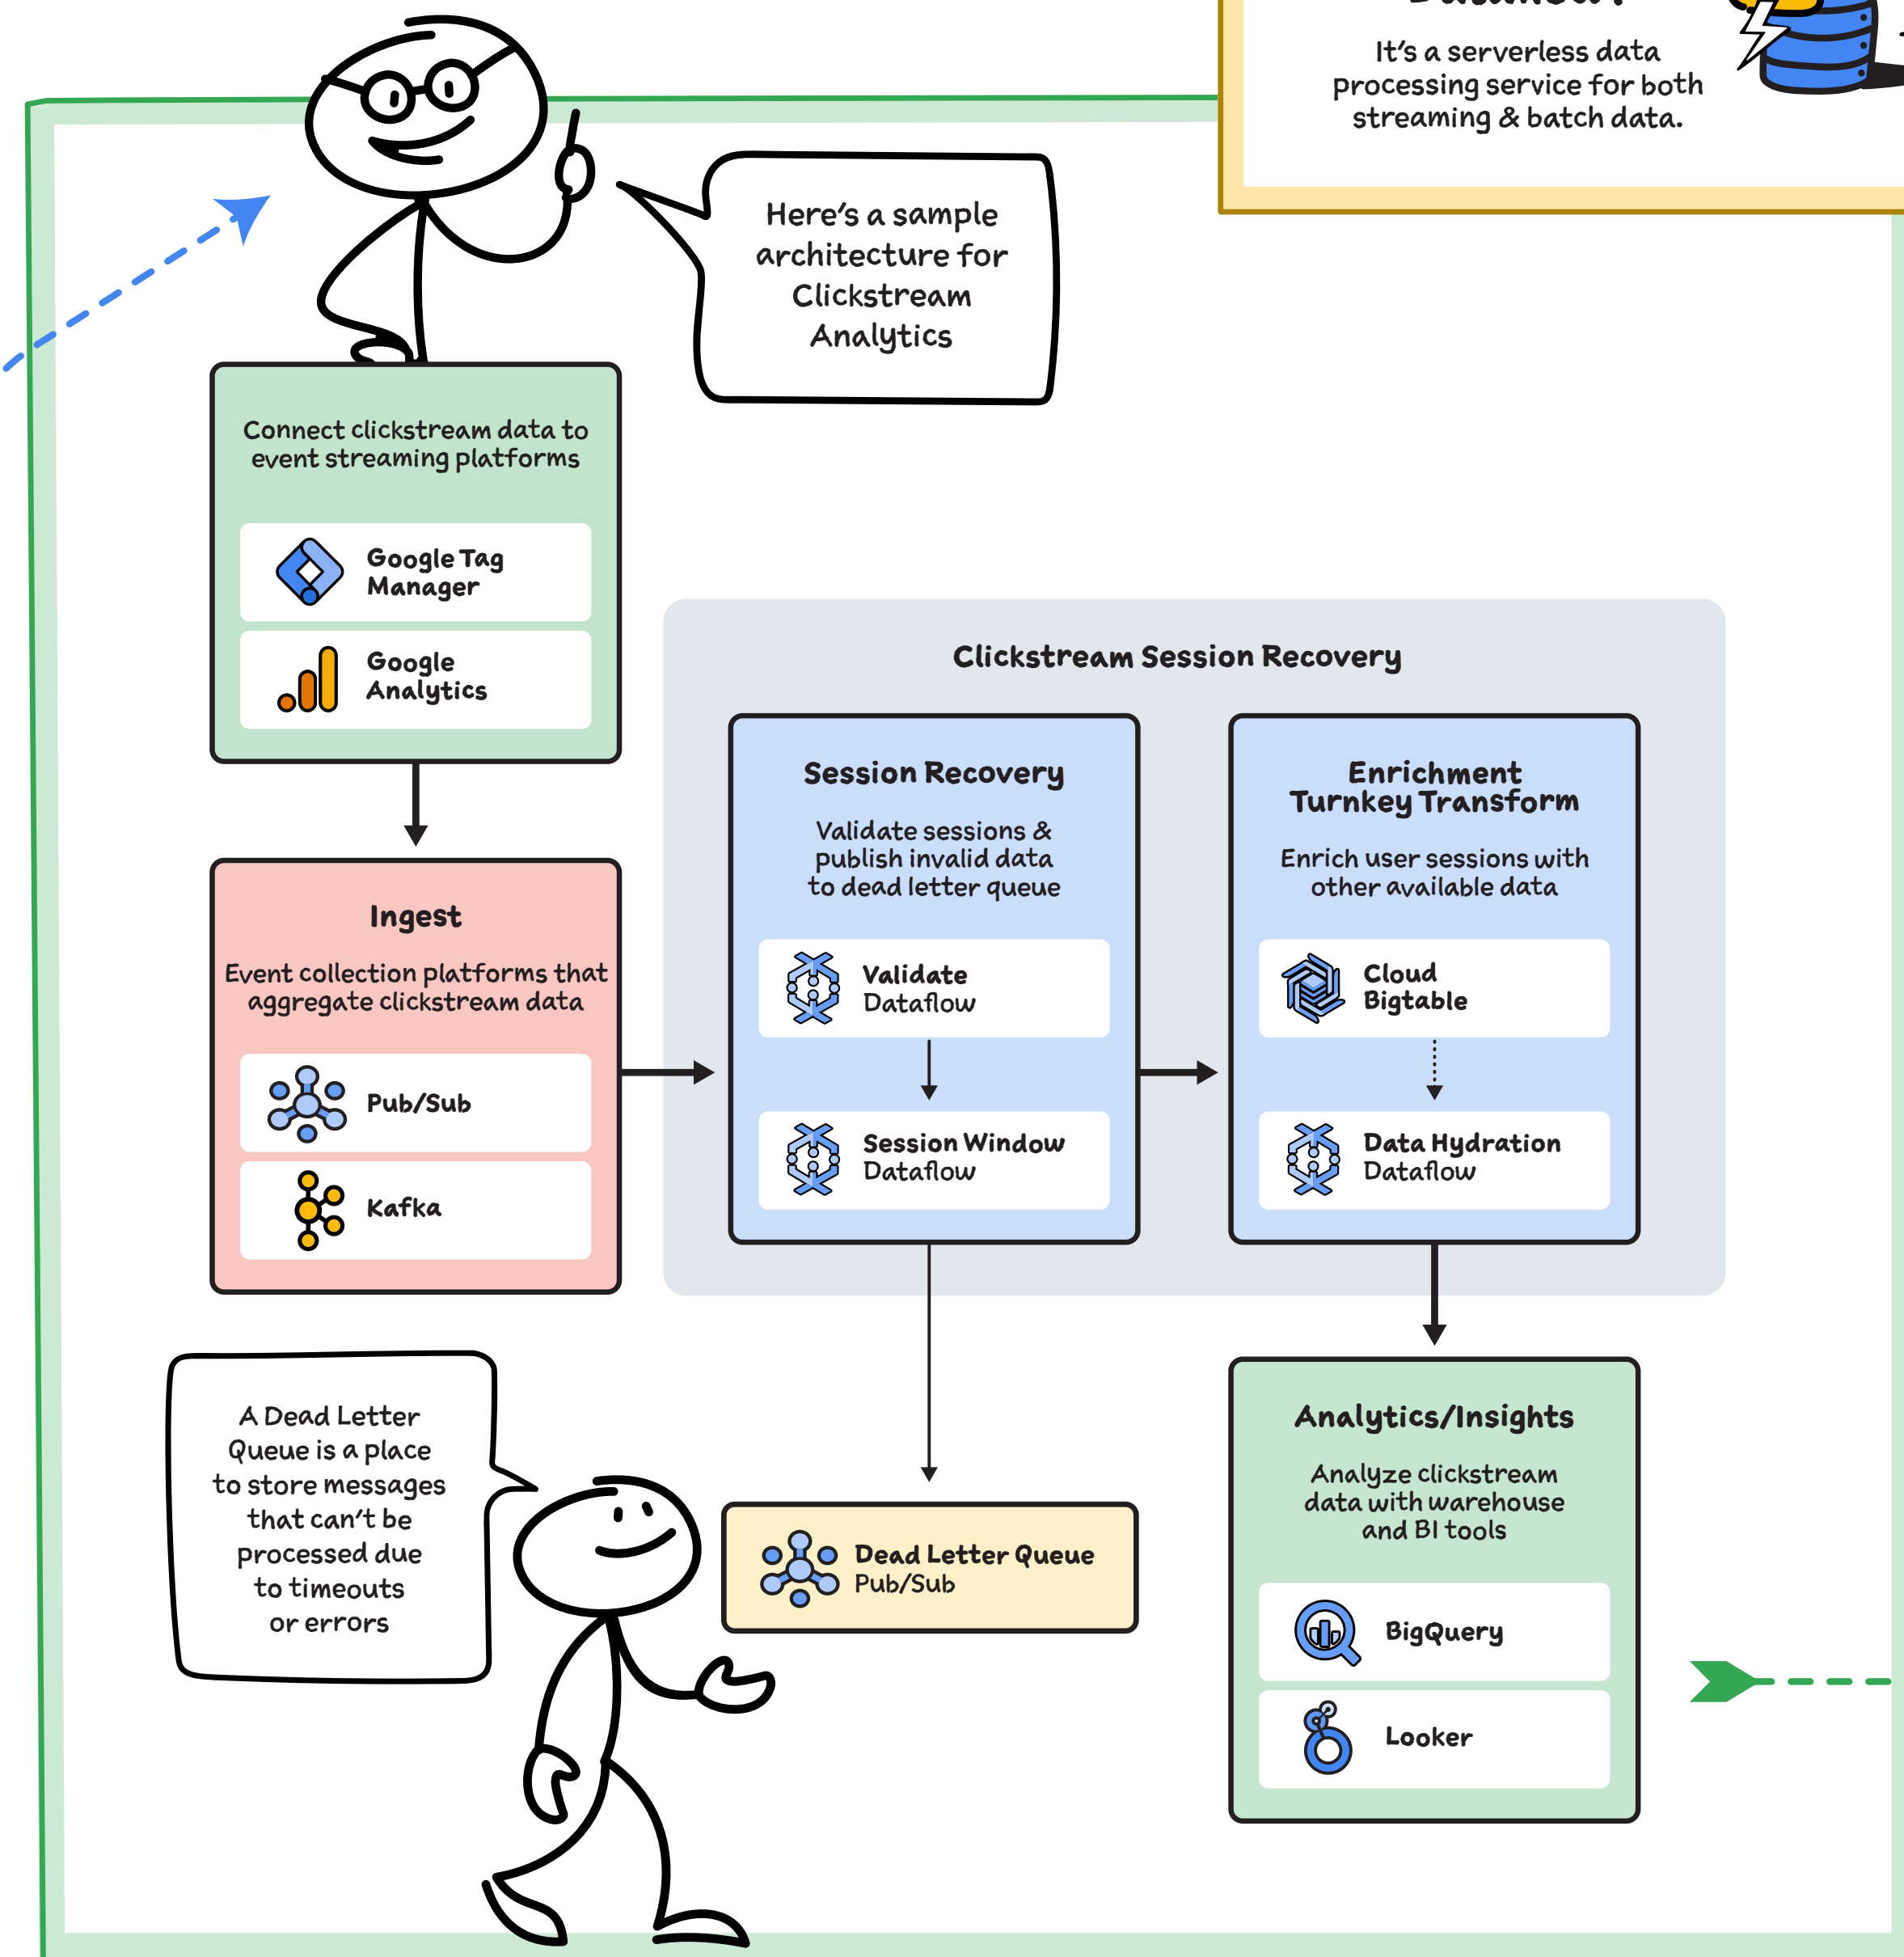 It's a serverless data
processing service for both
streaming & batch data.
Here's a sample
architecture for
Clickstream
Analytics
Connect clickstream data to
event streaming platforms
Google Tag
Manager
Google
Analytics
Ingest
Event collection platforms that
aggregate clickstream data
Pub/Sub
Kafka
Clickstream Session Recovery
Session Recovery
Validate sessions &
publish invalid data
to dead letter queue
Validate
Dataflow
Session Window
Dataflow
Enrichment
Turnkey Transform
Enrich user sessions with
other available data
Cloud
Bigtable
Data Hydration
Dataflow
A Dead Letter
Queue is a place
to store messages
that can't be
processed due
to timeouts
or errors
Dead Letter Queue
Pub/Sub
Analytics/Insights
Analyze clickstream
data with warehouse
and BI tools
BigQuery
Looker